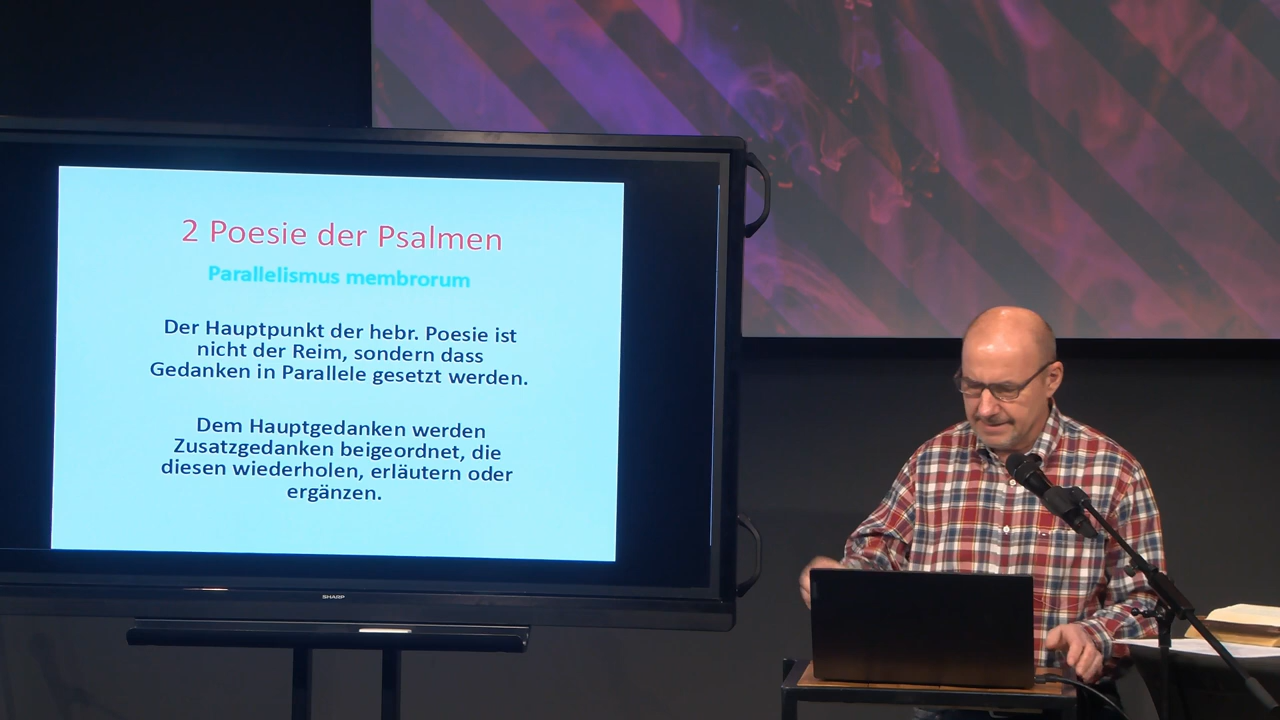 2 Poesie der Psalmen
Parallelismus membrorum
Der Hauptpunkt der hebr. Poesie ist
nicht der Reim, sondern dass
Gedanken in Parallele gesetzt werden.
Dem Hauptgedanken werden
Zusatzgedanken beigeordnet, die
diesen wiederholen, erläutern oder
ergänzen.
SHARP